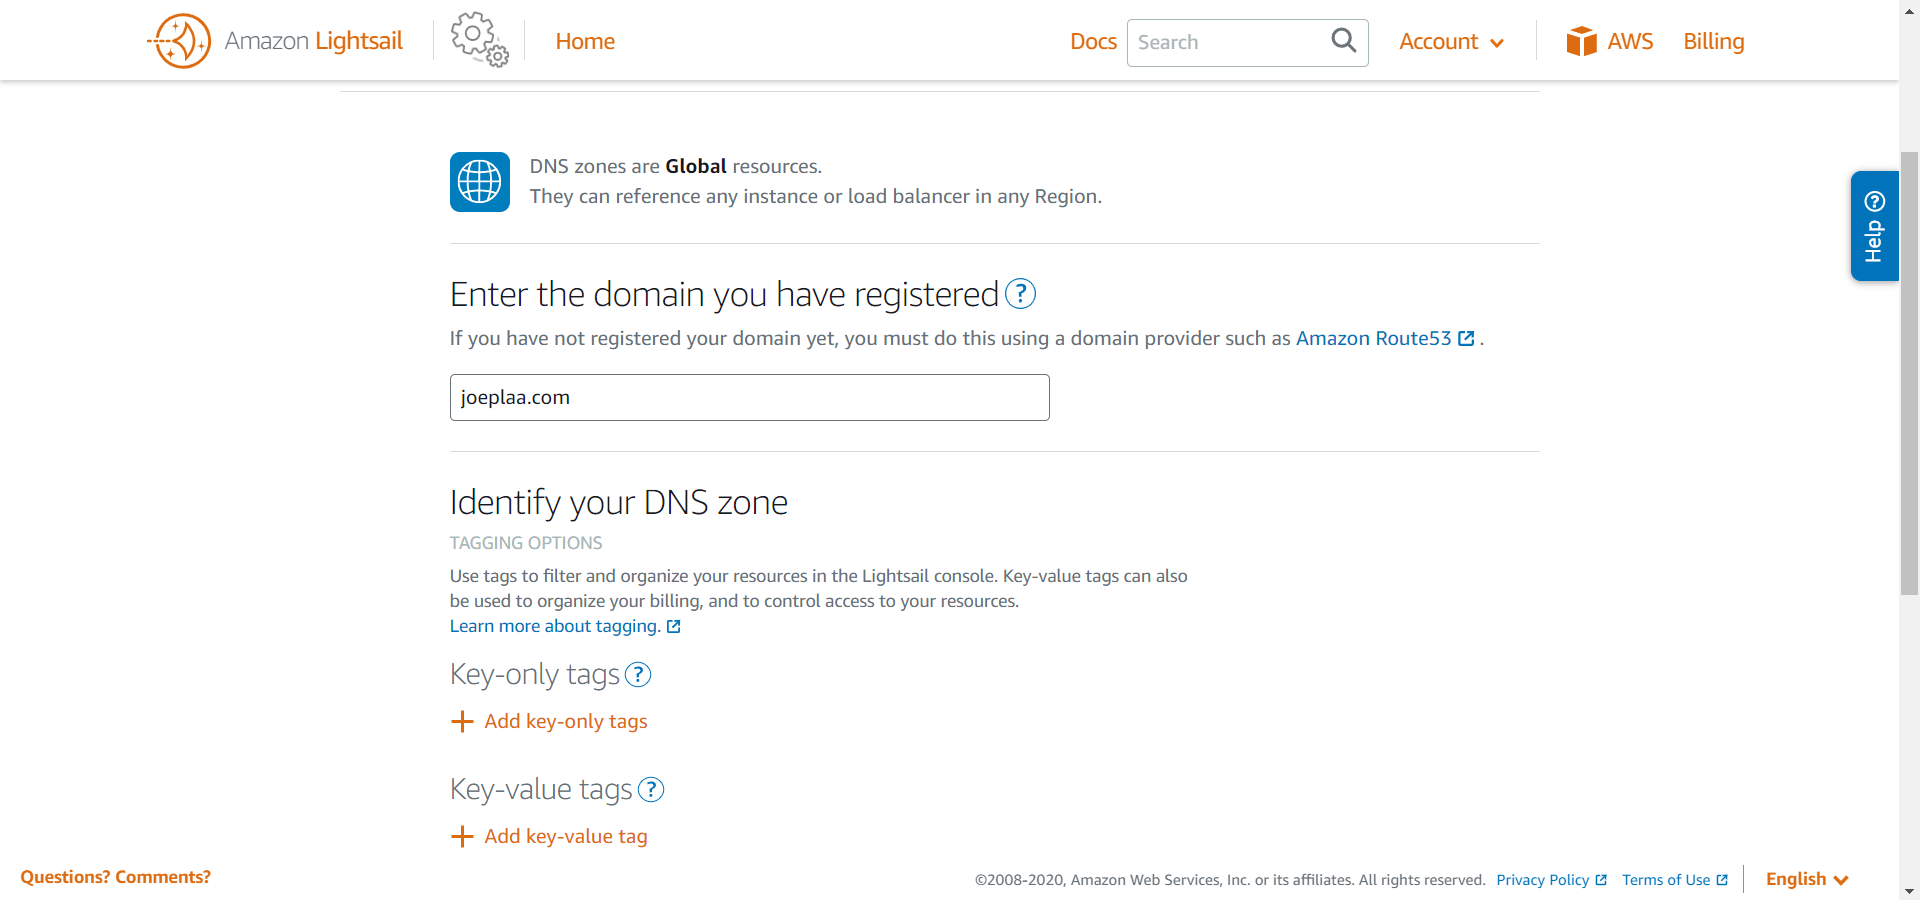 Amazon Lightsail
Home
Docs
Search
Account
AWS
Billing
DNS zones are Global resources.
They can reference any instance or load balancer in any Region.
Help ?
Enter the domain you have registered ?
If you have not registered your domain yet, you must do this using a domain provider such as Amazon Route53 .
joeplaa.com
Identify your DNS zone
TAGGING OPTIONS
Use tags to filter and organize your resources in the Lightsail console. Key-value tags can also
be used to organize your billing, and to control access to your resources.
Learn more about tagging.
Key-only tags ?
+ Add key-only tags
Key-value tags ?
+ Add key-value tag
Questions? Comments?
©2008-2020, Amazon Web Services, Inc. or its affiliates. All rights reserved. Privacy Policy Terms of Use
English